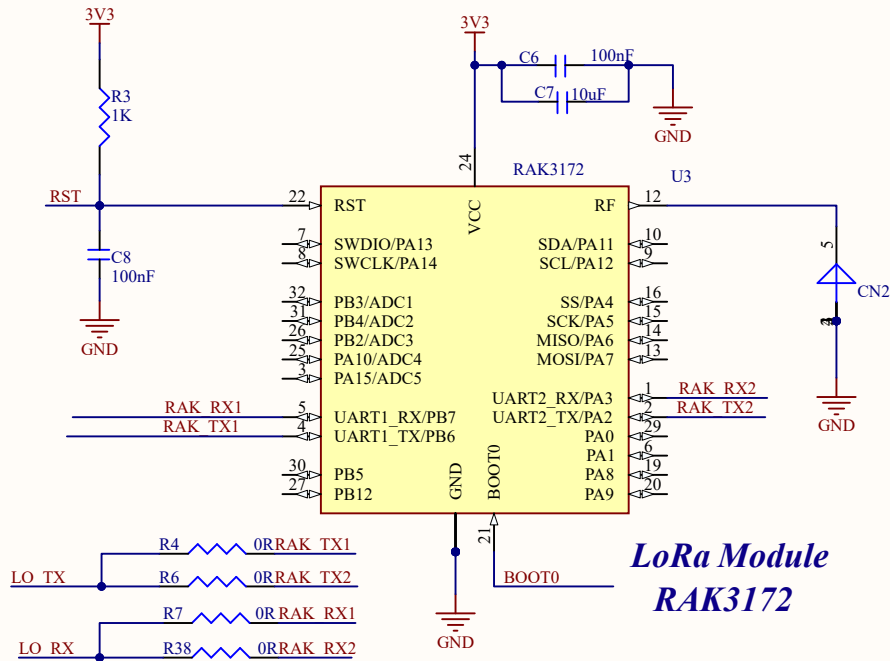 3V3
R3
1K
RST
C8
100nF
GND
3V3
C6
100nF
C7
10uF
GND
24
RAK3172
U3
VCC
22
RST
RF
12
7
SWDIO/PA13
SDA/PA11
10
8
SWCLK/PA14
SCL/PA12
9
32
PB3/ADC1
SS/PA4
16
31
PB4/ADC2
SCK/PA5
15
26
PB2/ADC3
MISO/PA6
14
25
PA10/ADC4
MOSI/PA7
13
3
PA15/ADC5
UART2_RX/PA3
1
RAK_RX2
RAK_RX1
5
UART1_RX/PB7
UART2_TX/PA2
2
RAK_TX2
RAK_TX1
4
UART1_TX/PB6
PA0
29
PA1
6
30
PB5
PA8
19
27
PB12
PA9
20
GND
BOOT0
21
BOOT0
GND
5
CN2
GND
LO_TX
R4
0R
RAK_TX1
R6
0R
RAK_TX2
LO_RX
R7
0R
RAK_RX1
R38
0R
RAK_RX2
LoRa Module
RAK3172